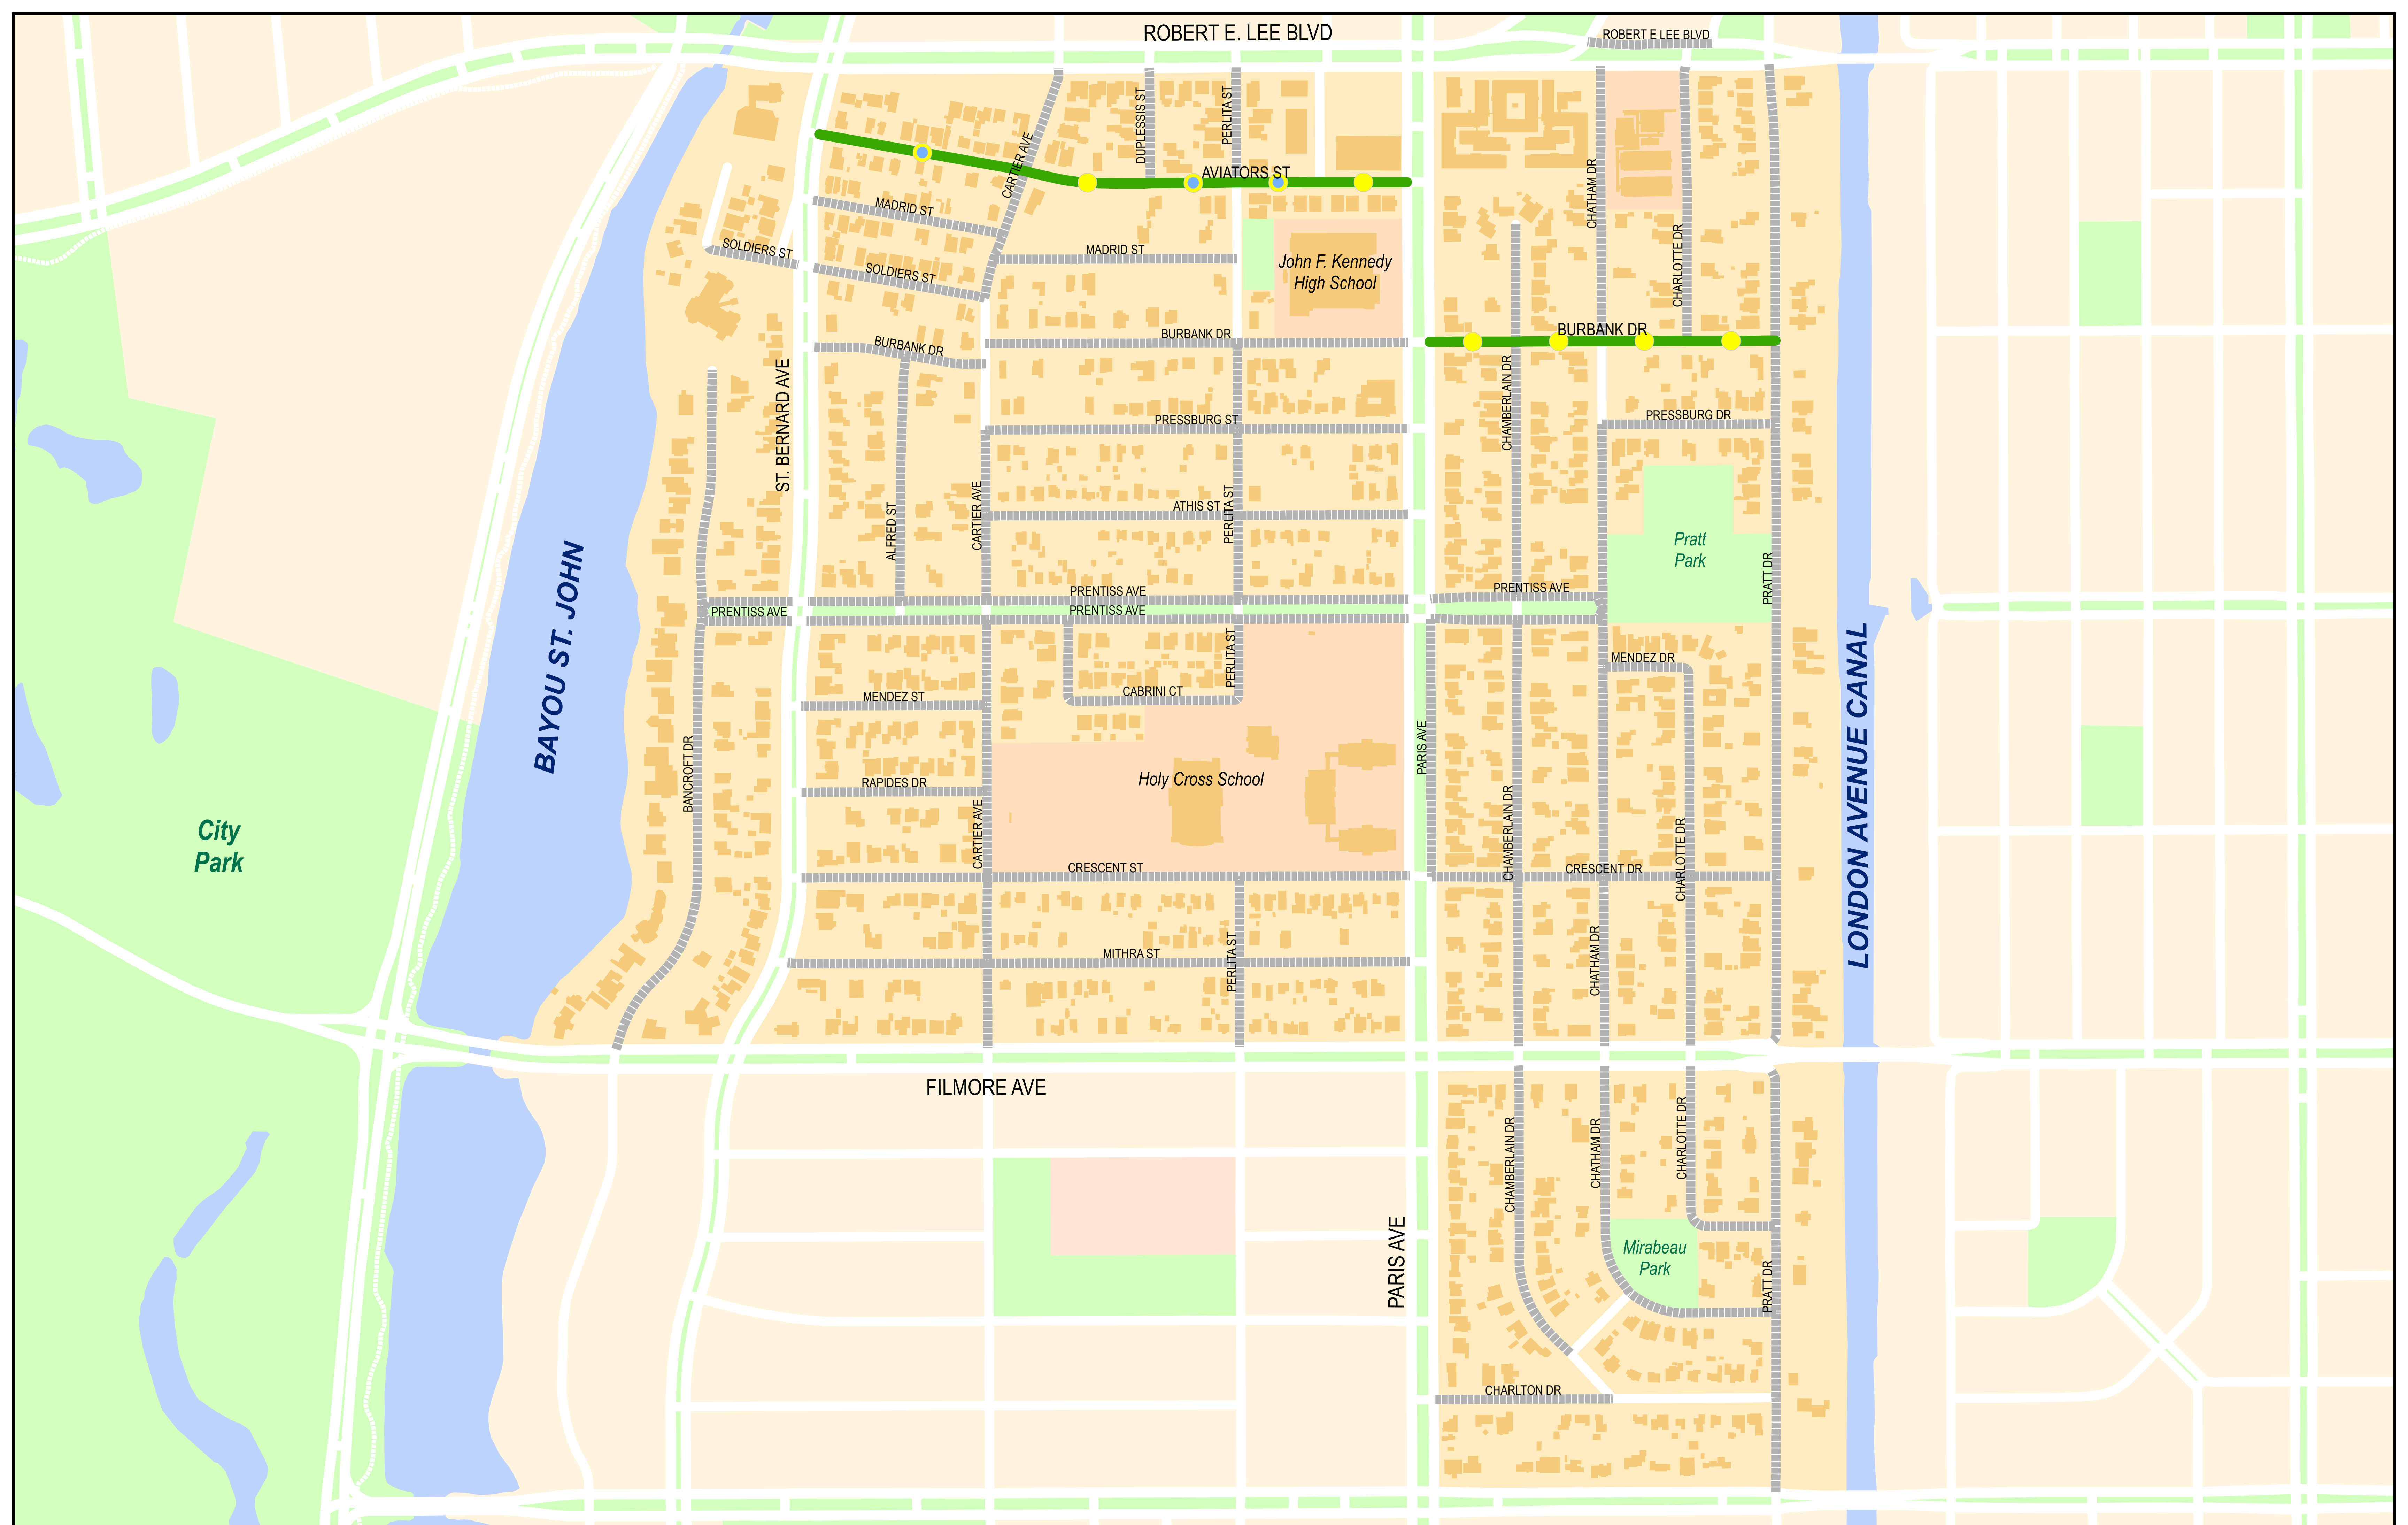 ROBERT E. LEE BLVD
ROBERT E LEE BLVD
DUPLESSIS ST
PERLITA ST
CARTIER AVE
AVIATORS ST
CHATHAM DR
CHARLOTTE DR
MADRID ST
SOLDIERS ST
SOLDIERS ST
MADRID ST
John F. Kennedy
High School
BURBANK DR
BURBANK DR
BURBANK DR
ST. BERNARD AVE
CHAMBERLAIN DR
PRESSBURG ST
PRESSBURG DR
ALFRED ST
CARTIER AVE
ATHIS ST
PERLITA ST
Pratt
Park
PRATT DR
BAYOU ST. JOHN
PRENTISS AVE
PRENTISS AVE
PRENTISS AVE
PRENTISS AVE
LONDON AVENUE CANAL
PERLITA ST
MENDEZ ST
CABRINI CT
MENDEZ DR
BANCROFT DR
PARIS AVE
RAPIDES DR
Holy Cross School
City
Park
CARTIER AVE
CHAMBERLAIN DR
CHARLOTTE DR
CRESCENT ST
CRESCENT DR
MITHRA ST
PERLITA ST
CHATHAM DR
FILMORE AVE
CHAMBERLAIN DR
CHATHAM DR
CHARLOTTE DR
PARIS AVE
Mirabeau
Park
PRATT DR
CHARLTON DR